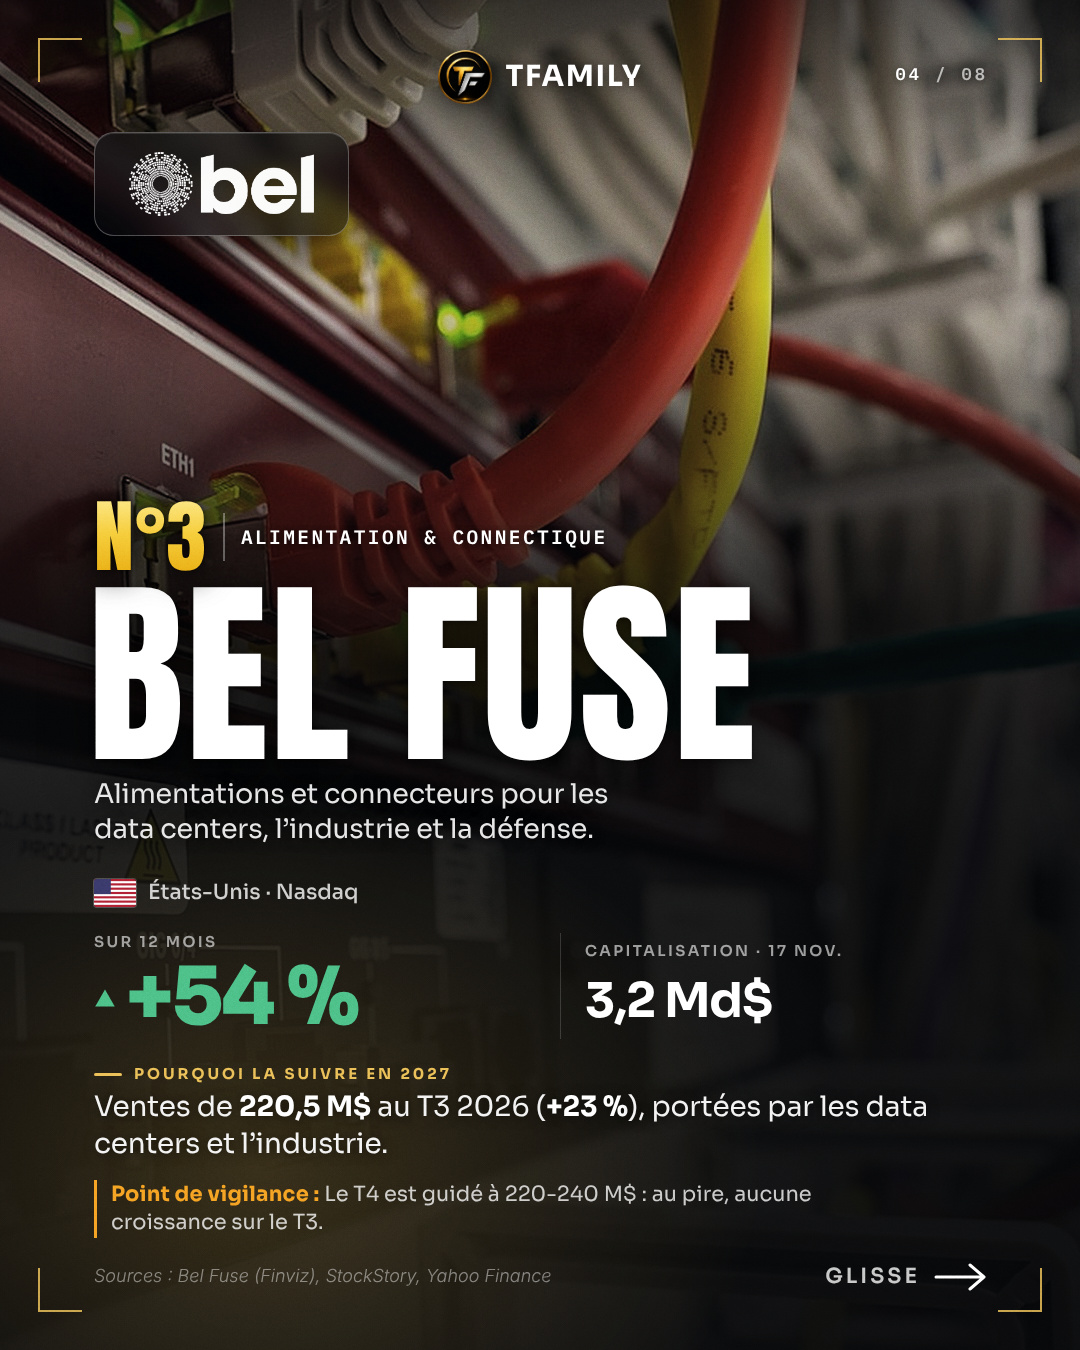 TFAMILY
04 / 08
bel
ETH1
N°3
ALIMENTATION & CONNECTIQUE
BEL FUSE
Alimentations et connecteurs pour les
data centers, l'industrie et la défense.
PRODUCT
États-Unis · Nasdaq
SUR 12 MOIS
+54 %
CAPITALISATION · 17 NOV.
3,2 Md$
POURQUOI LA SUIVRE EN 2027
Ventes de 220,5 M$ au T3 2026 (+23 %), portées par les data
centers et l'industrie.
Point de vigilance : Le T4 est guidé à 220-240 M$ : au pire, aucune
croissance sur le T3.
Sources : Bel Fuse (Finviz), StockStory, Yahoo Finance
GLISSE